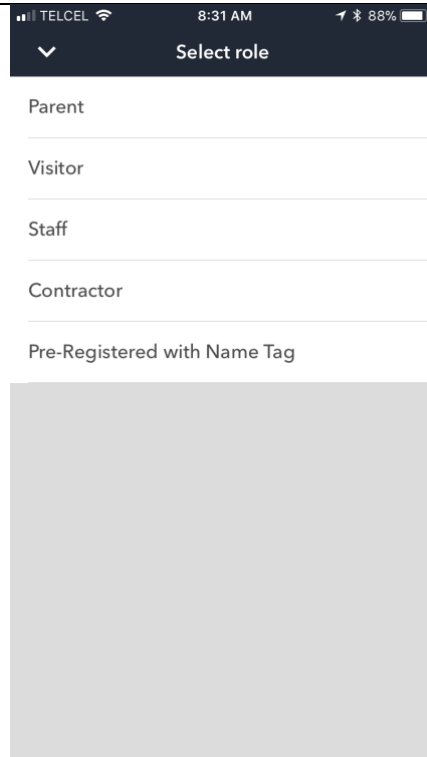 TELCEL 8:31 AM 88%
Select role
Parent
Visitor
Staff
Contractor
Pre-Registered with Name Tag